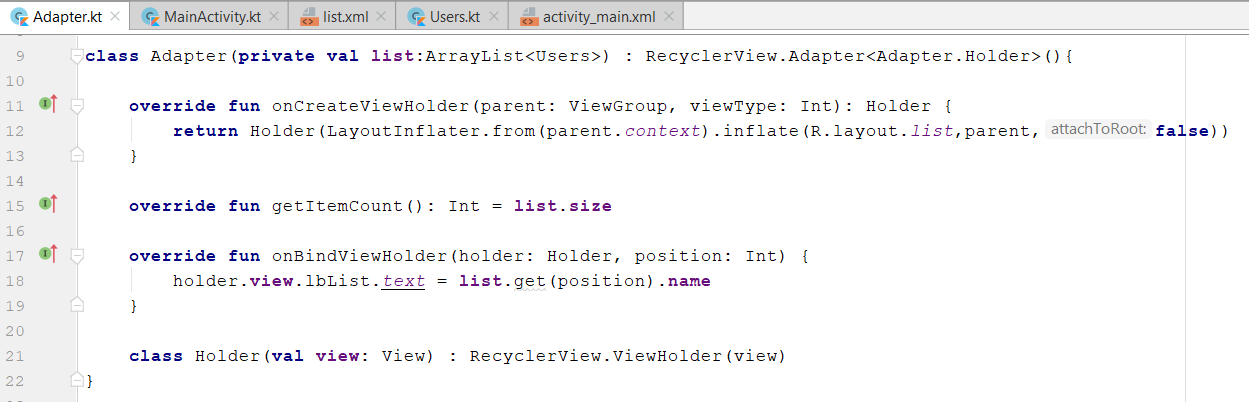 Adapter.kt MainActivity.kt list.xml Users.kt activity_main.xml
9 class Adapter(private val list:ArrayList<Users>) : RecyclerView.Adapter<Adapter.Holder>(){
10
11 override fun onCreateViewHolder(parent: ViewGroup, viewType: Int): Holder {
12 return Holder(LayoutInflater.from(parent.context).inflate(R.layout.list,parent, attachToRoot: false))
13 }
14
15 override fun getItemCount(): Int = list.size
16
17 override fun onBindViewHolder(holder: Holder, position: Int) {
18 holder.view.lbList.text = list.get(position).name
19 }
20
21 class Holder(val view: View) : RecyclerView.ViewHolder(view)
22 }